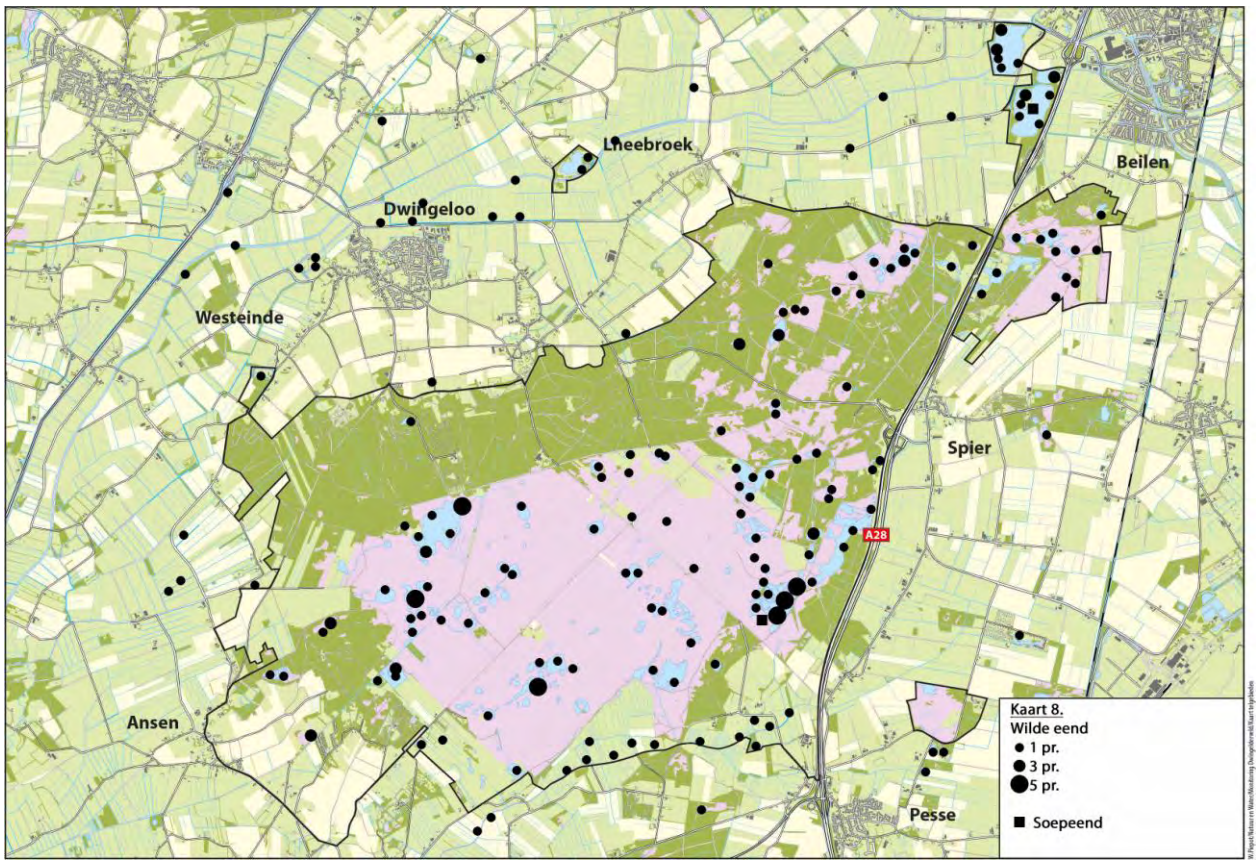 Lheebroek
Beilen
Dwingeloo
Westeinde
Spier
A28
Ansen
Pesse
Kaart 8.
Wilde eend
1 pr.
3 pr.
5 pr.
Soepeend